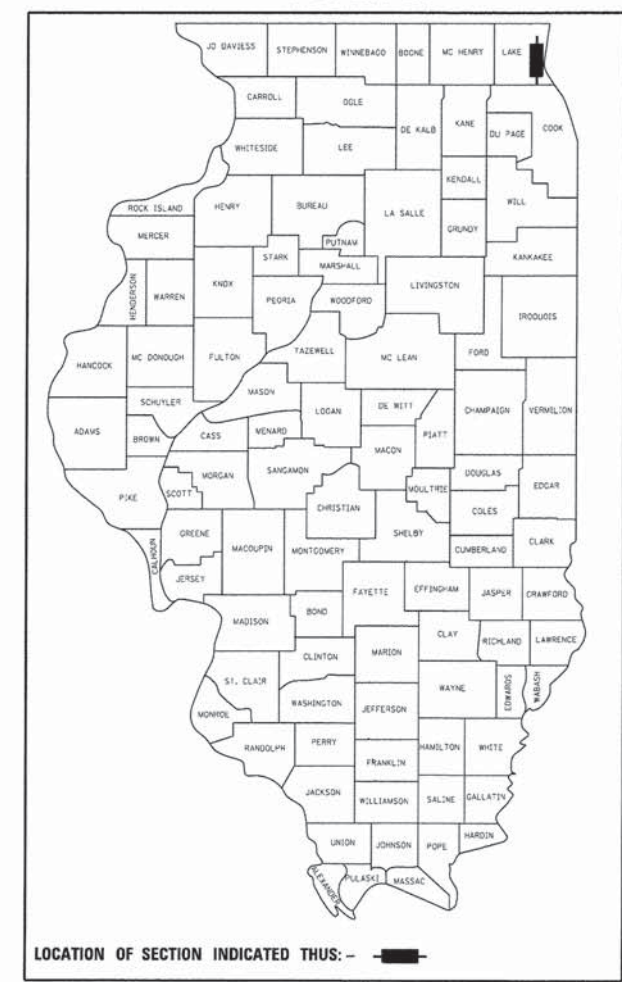 JO DAVIESS STEPHENSON WINNEBAGO BOONE MC HENRY LAKE
CARROLL OGLE DE KALB KANE DU PAGE COOK
WHITESIDE LEE
KENDALL WILL
ROCK ISLAND HENRY BUREAU LA SALLE GRUNDY
MERCER PUTNAM
STARK MARSHALL KANKAKEE
HENDERSON WARREN KNOX PEORIA WOODFORD LIVINGSTON IROQUOIS
HANCOCK MC DONOUGH FULTON TAZEWELL MC LEAN FORD
MASON
SCHUYLER LOGAN DE WITT CHAMPAIGN VERMILION
ADAMS BROWN CASS MENARD MACON PIATT
MORGAN SANGAMON DOUGLAS EDGAR
PIKE SCOTT CHRISTIAN MOULTRIE COLES
GREENE MACOUPIN MONTGOMERY SHELBY CUMBERLAND CLARK
CALHOUN JERSEY
FAYETTE EFFINGHAM JASPER CRAWFORD
MADISON BOND
CLAY RICHLAND LAWRENCE
CLINTON MARION
ST. CLAIR WAYNE EDWARDS WABASH
MONROE WASHINGTON JEFFERSON
RANDOLPH PERRY HAMILTON WHITE
FRANKLIN
JACKSON WILLIAMSON SALINE GALLATIN
UNION JOHNSON POPE HARDIN
ALEXANDER PULASKI MASSAC
LOCATION OF SECTION INDICATED THUS: -